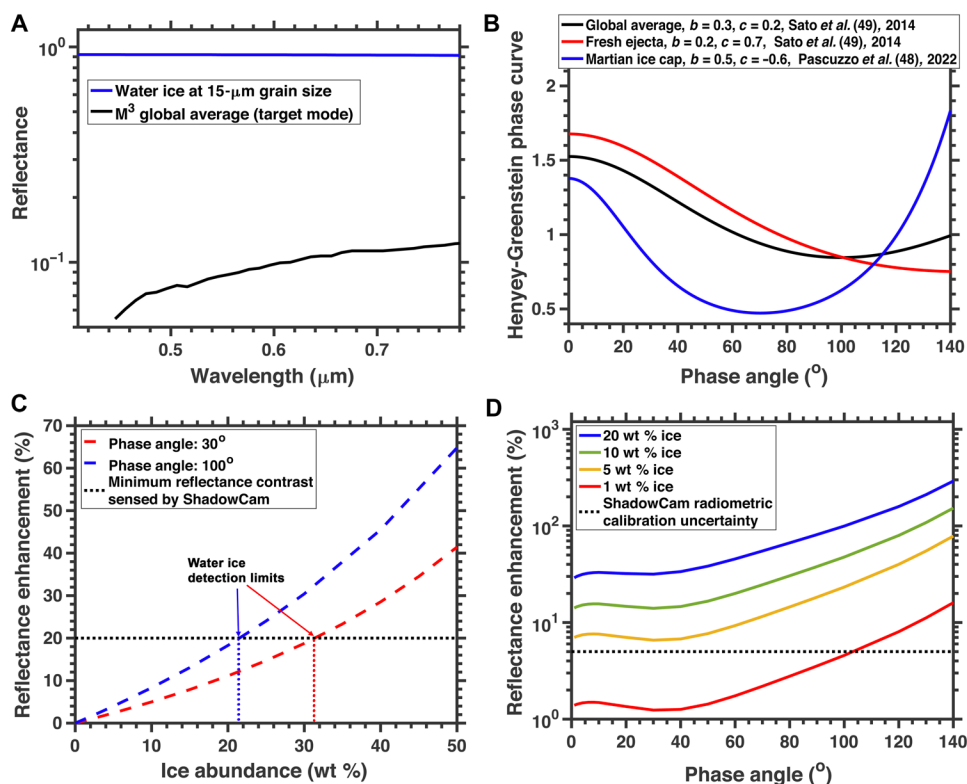 A
Reflectance
10⁰
10⁻¹
Water ice at 15-μm grain size
M³ global average (target mode)
0.5
0.6
0.7
Wavelength (μm)
B
Henyey-Greenstein phase curve
Global average, b = 0.3, c = 0.2, Sato et al. (49), 2014
Fresh ejecta, b = 0.2, c = 0.7, Sato et al. (49), 2014
Martian ice cap, b = 0.5, c = –0.6, Pascuzzo et al. (48), 2022
2
1.5
1
0.5
0
20
40
60
80
100
120
140
Phase angle (o)
C
Reflectance enhancement (%)
70
60
50
40
30
20
10
0
Phase angle: 30o
Phase angle: 100o
Minimum reflectance contrast
sensed by ShadowCam
Water ice
detection limits
0
10
20
30
40
50
Ice abundance (wt %)
D
Reflectance enhancement (%)
10³
10²
10¹
10⁰
20 wt % ice
10 wt % ice
5 wt % ice
1 wt % ice
ShadowCam radiometric
calibration uncertainty
0
20
40
60
80
100
120
140
Phase angle (o)